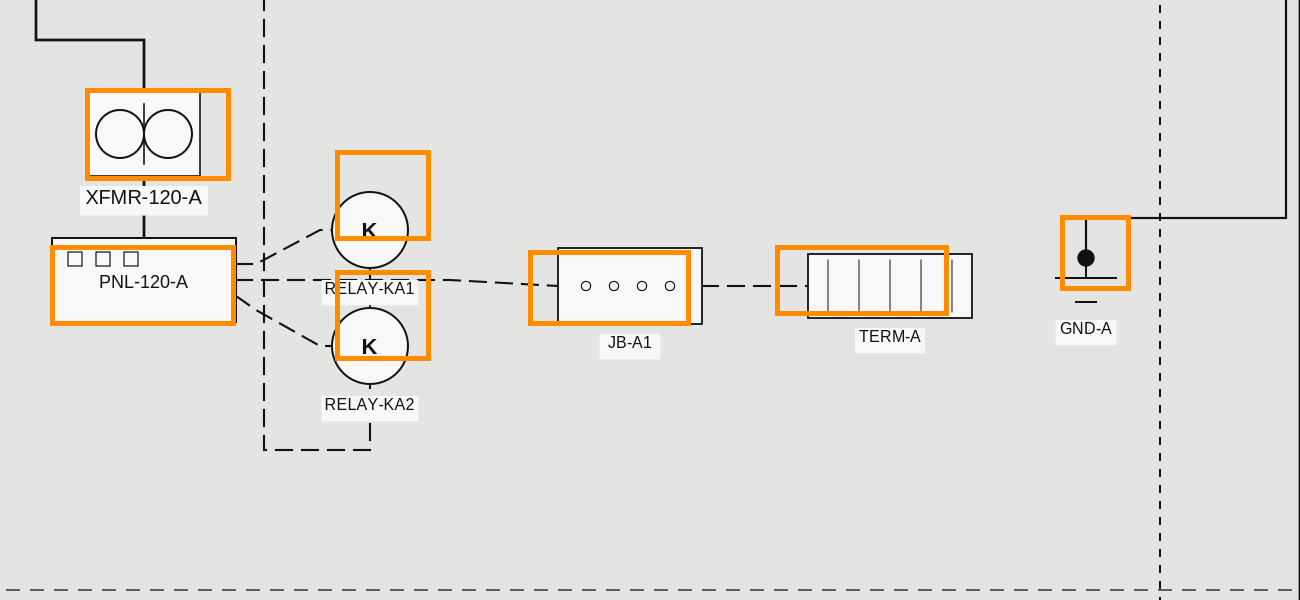 XFMR-120-A
PNL-120-A
K
RELAY-KA1
K
RELAY-KA2
JB-A1
TERM-A
GND-A